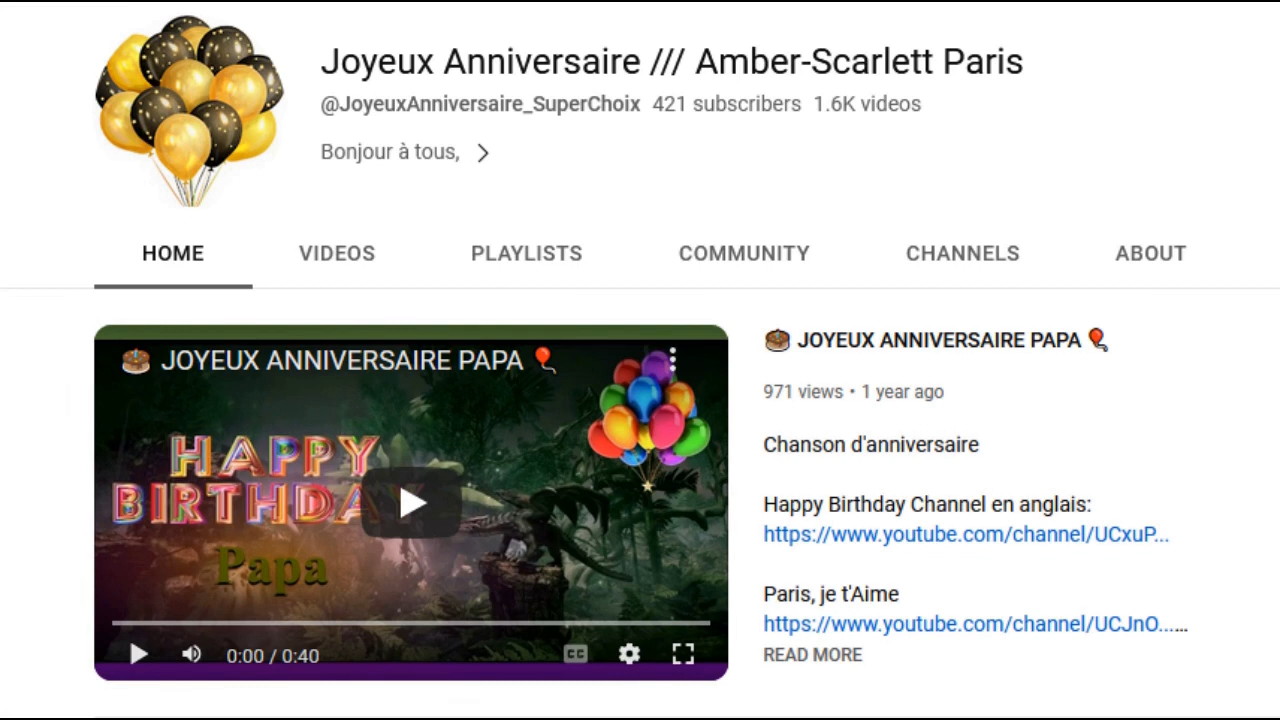 Joyeux Anniversaire /// Amber-Scarlett Paris
@JoyeuxAnniversaire_SuperChoix 421 subscribers 1.6K videos
Bonjour à tous,
HOME VIDEOS PLAYLISTS COMMUNITY CHANNELS ABOUT
JOYEUX ANNIVERSAIRE PAPA
HAPPY
BIRTHDAY
Papa
0:00 / 0:40
CC
JOYEUX ANNIVERSAIRE PAPA
971 views • 1 year ago
Chanson d'anniversaire
Happy Birthday Channel en anglais:
https://www.youtube.com/channel/UCxuP...
Paris, je t'Aime
https://www.youtube.com/channel/UCJnO......
READ MORE